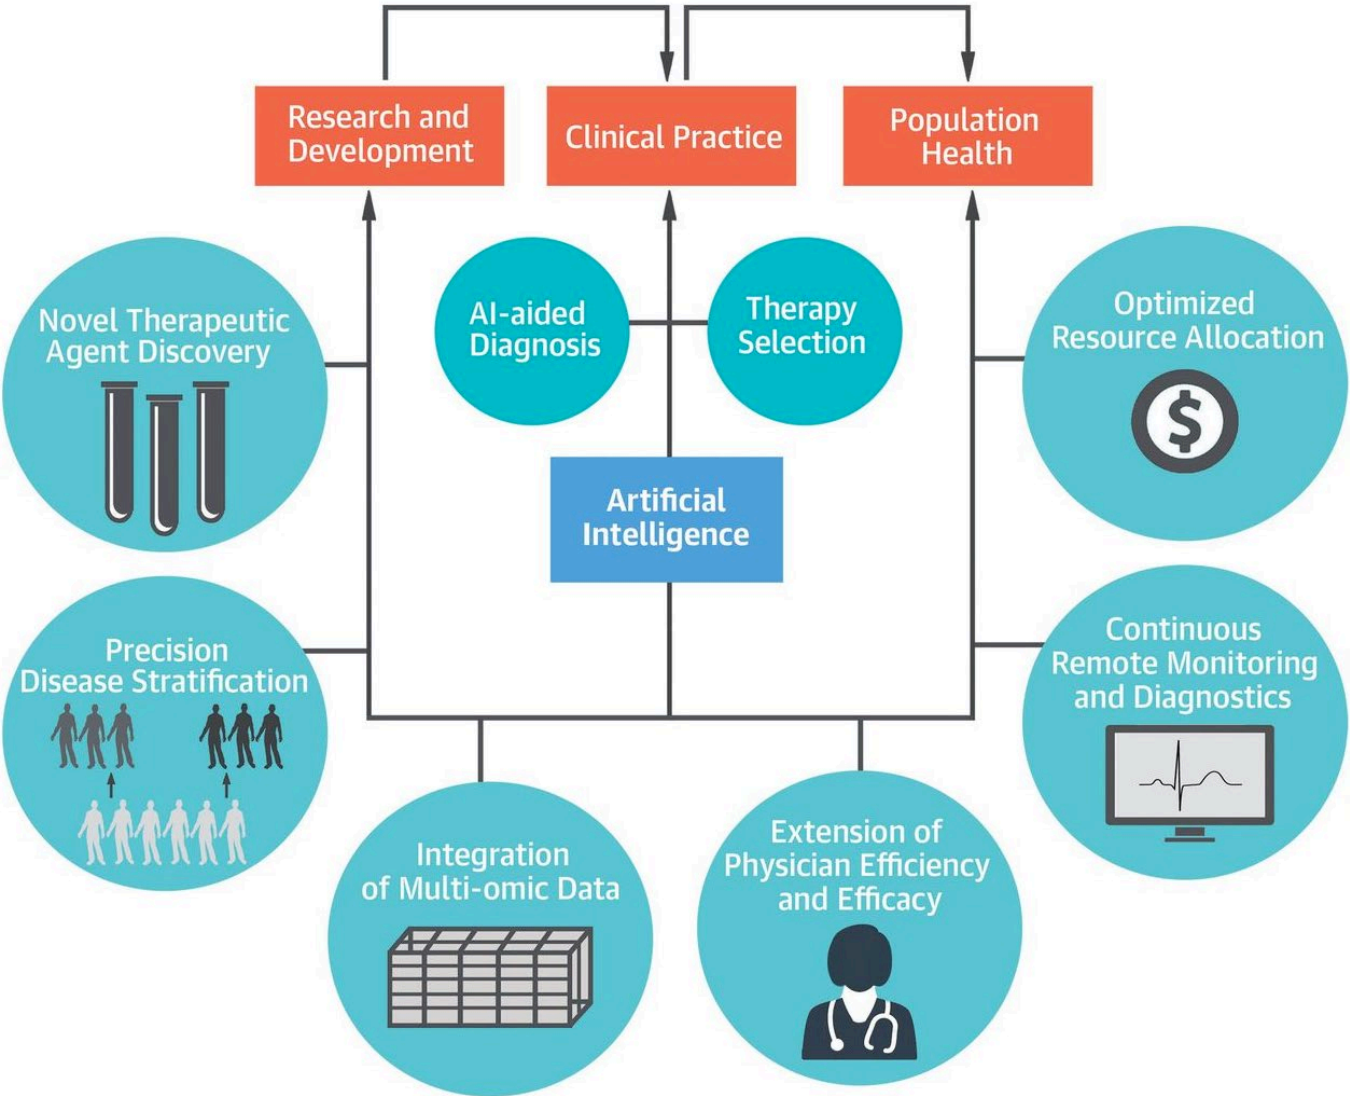 Research and
Development
Clinical Practice
Population
Health
Novel Therapeutic
Agent Discovery
AI-aided
Diagnosis
Therapy
Selection
Optimized
Resource Allocation
$
Artificial
Intelligence
Precision
Disease Stratification
Continuous
Remote Monitoring
and Diagnostics
Integration
of Multi-omic Data
Extension of
Physician Efficiency
and Efficacy